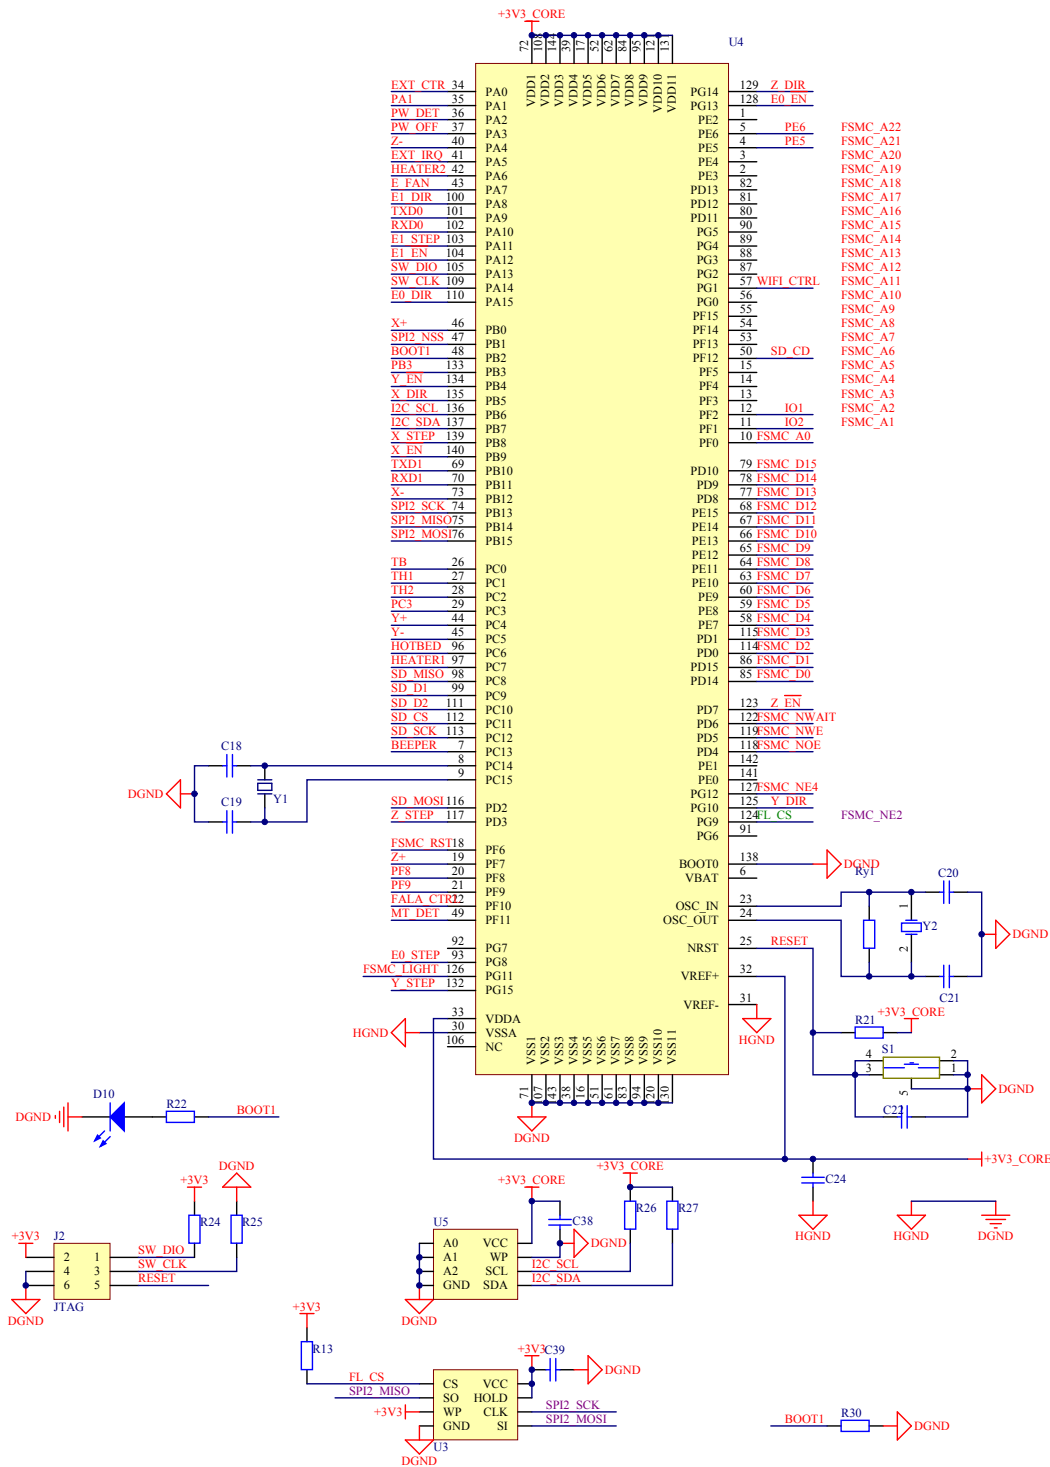 +3V3_CORE
U4
72 108 144 39 17 52 62 84 95 12 13
VDD1 VDD2 VDD3 VDD4 VDD5 VDD6 VDD7 VDD8 VDD9 VDD10 VDD11
EXT_CTR 34 PA0
PA1 35 PA1
PW_DET 36 PA2
PW_OFF 37 PA3
Z- 40 PA4
EXT_IRQ 41 PA5
HEATER2 42 PA6
E_FAN 43 PA7
E1_DIR 100 PA8
TXD0 101 PA9
RXD0 102 PA10
E1_STEP 103 PA11
E1_EN 104 PA12
SW_DIO 105 PA13
SW_CLK 109 PA14
E0_DIR 110 PA15
X+ 46 PB0
SPI2_NSS 47 PB1
BOOT1 48 PB2
PB3 133 PB3
Y_EN 134 PB4
X_DIR 135 PB5
I2C_SCL 136 PB6
I2C_SDA 137 PB7
X_STEP 139 PB8
X_EN 140 PB9
TXD1 69 PB10
RXD1 70 PB11
X- 73 PB12
SPI2_SCK 74 PB13
SPI2_MISO 75 PB14
SPI2_MOSI 76 PB15
TB 26 PC0
TH1 27 PC1
TH2 28 PC2
PC3 29 PC3
Y+ 44 PC4
Y- 45 PC5
HOTBED 96 PC6
HEATER1 97 PC7
SD_MISO 98 PC8
SD_D1 99 PC9
SD_D2 111 PC10
SD_CS 112 PC11
SD_SCK 113 PC12
BEEPER 7 PC13
8 PC14
9 PC15
C18
DGND
Y1
C19
SD_MOSI 116 PD2
Z_STEP 117 PD3
FSMC_RST 18 PF6
Z+ 19 PF7
PF8 20 PF8
PF9 21 PF9
FALA_CTRL 22 PF10
MT_DET 49 PF11
92 PG7
E0_STEP 93 PG8
FSMC_LIGHT 126 PG11
Y_STEP 132 PG15
33 VDDA
HGND 30 VSSA
106 NC
PG14 129 Z_DIR
PG13 128 E0_EN
PE2 1
PE6 5 PE6 FSMC_A22
PE5 4 PE5 FSMC_A21
PE4 3 FSMC_A20
PE3 2 FSMC_A19
PD13 82 FSMC_A18
PD12 81 FSMC_A17
PD11 80 FSMC_A16
PG5 90 FSMC_A15
PG4 89 FSMC_A14
PG3 88 FSMC_A13
PG2 87 FSMC_A12
PG1 57 WIFI_CTRL FSMC_A11
PG0 56 FSMC_A10
PF15 55 FSMC_A9
PF14 54 FSMC_A8
PF13 53 FSMC_A7
PF12 50 SD_CD FSMC_A6
PF5 15 FSMC_A5
PF4 14 FSMC_A4
PF3 13 FSMC_A3
PF2 12 IO1 FSMC_A2
PF1 11 IO2 FSMC_A1
PF0 10 FSMC_A0
PD10 79 FSMC_D15
PD9 78 FSMC_D14
PD8 77 FSMC_D13
PE15 68 FSMC_D12
PE14 67 FSMC_D11
PE13 66 FSMC_D10
PE12 65 FSMC_D9
PE11 64 FSMC_D8
PE10 63 FSMC_D7
PE9 60 FSMC_D6
PE8 59 FSMC_D5
PE7 58 FSMC_D4
PD1 115 FSMC_D3
PD0 114 FSMC_D2
PD15 86 FSMC_D1
PD14 85 FSMC_D0
PD7 123 Z_EN
PD6 122 FSMC_NWAIT
PD5 119 FSMC_NWE
PD4 118 FSMC_NOE
PE1 142
PE0 141
PG12 127 FSMC_NE4
PG10 125 Y_DIR
PG9 124 FL_CS FSMC_NE2
PG6 91
BOOT0 138 DGND
VBAT 6
OSC_IN 23
OSC_OUT 24
NRST 25 RESET
VREF+ 32
VREF- 31
HGND
Ry1 C20
1
Y2 DGND
2
C21
+3V3_CORE
R21
S1
4 2
3 1
5
DGND
C22
VSS1 VSS2 VSS3 VSS4 VSS5 VSS6 VSS7 VSS8 VSS9 VSS10 VSS11
71 07 43 38 16 51 61 83 94 20 30
DGND
D10
DGND R22 BOOT1
+3V3_CORE
C24
HGND HGND DGND
DGND
+3V3
R24 R25
J2
+3V3
2 1 SW_DIO
4 3 SW_CLK
6 5 RESET
JTAG
DGND
+3V3_CORE
+3V3_CORE
R26 R27
U5 C38
A0 VCC DGND
A1 WP
A2 SCL I2C_SCL
GND SDA I2C_SDA
DGND
+3V3
R13
+3V3 C39
DGND
FL_CS CS VCC
SPI2_MISO SO HOLD
+3V3 WP CLK SPI2_SCK
GND SI SPI2_MOSI
U3
DGND
BOOT1 R30 DGND